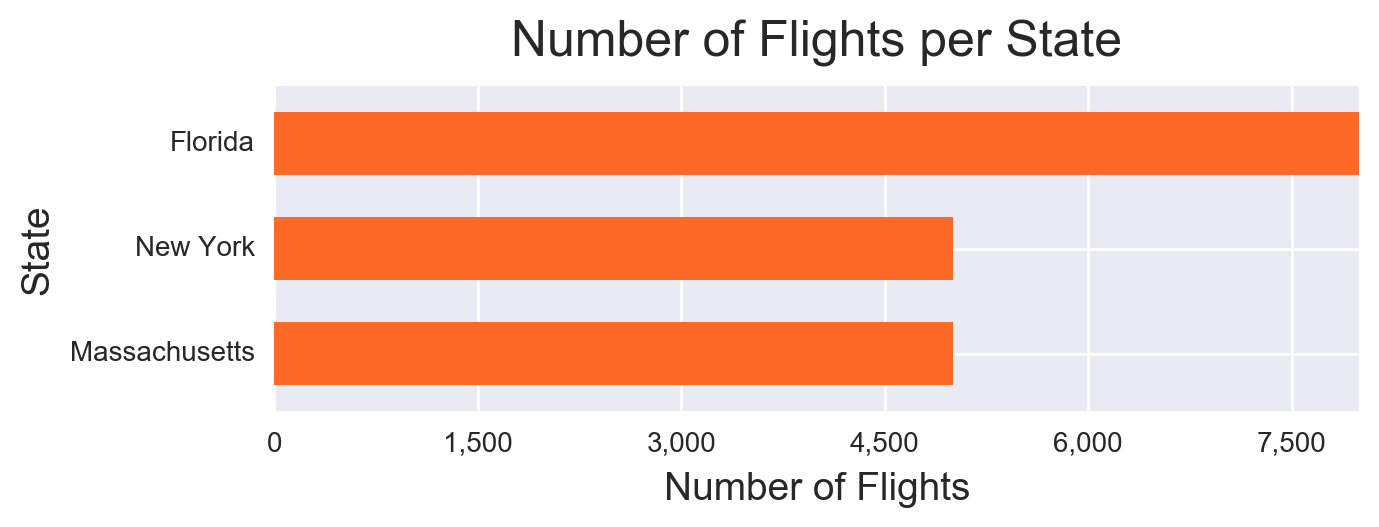 Number of Flights per State
Florida
New York
Massachusetts
State
0 1,500 3,000 4,500 6,000 7,500
Number of Flights